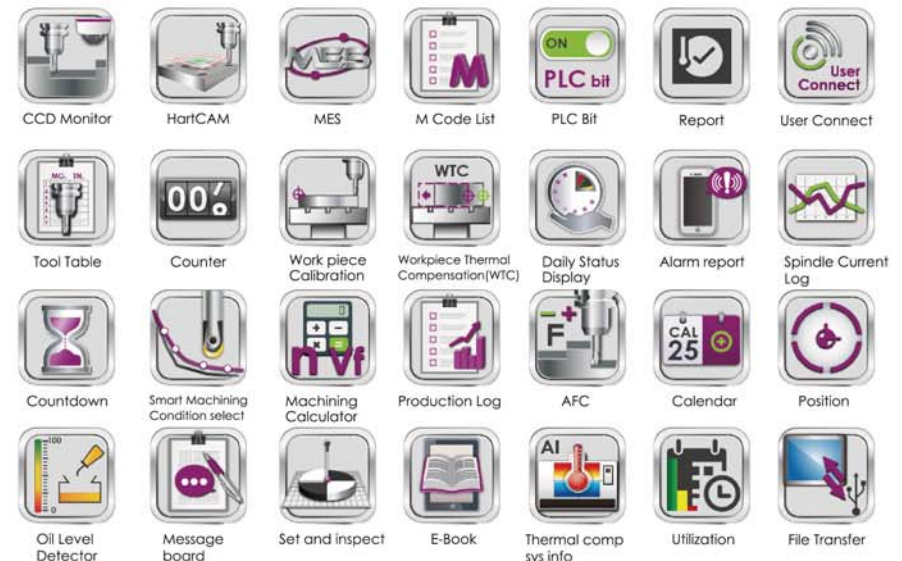 MES
M
ON
PLC bit
User
Connect
CCD Monitor
HartCAM
MES
M Code List
PLC Bit
Report
User Connect
MG. IN.
00
WTC
Tool Table
Counter
Work piece
Calibration
Workpiece Thermal
Compensation(WTC)
Daily Status
Display
Alarm report
Spindle Current
Log
0
+ -
× =
n vf
- +
F
CAL
25
+
Countdown
Smart Machining
Condition select
Machining
Calculator
Production Log
AFC
Calendar
Position
100
0
AI
Oil Level
Detector
Message
board
Set and inspect
E-Book
Thermal comp
sys info
Utilization
File Transfer